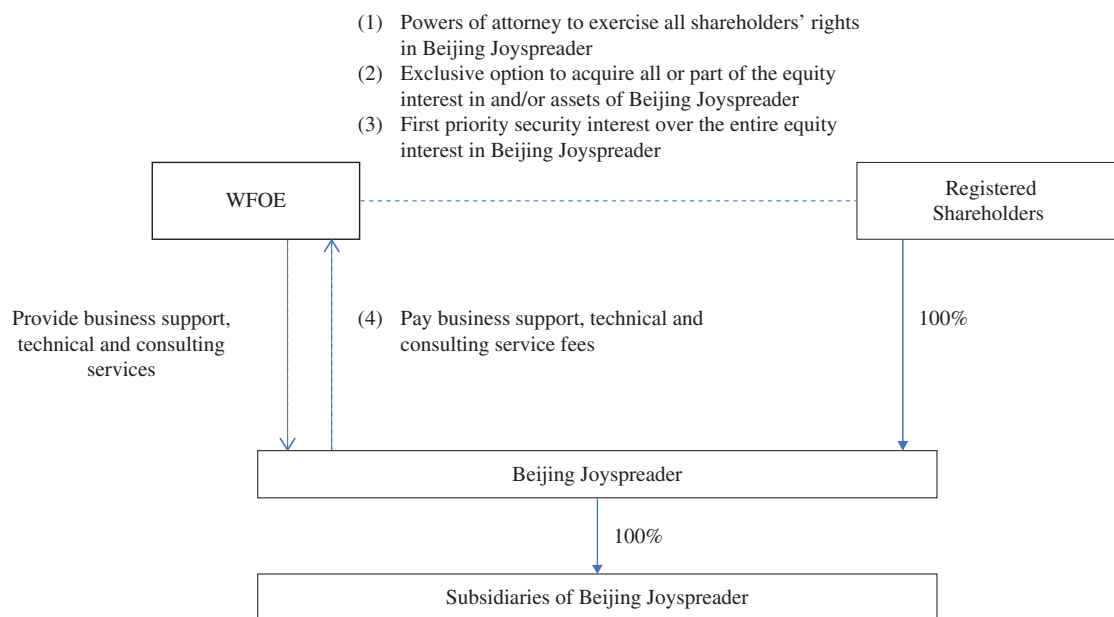 (1) Powers of attorney to exercise all shareholders’ rights
in Beijing Joyspreader
(2) Exclusive option to acquire all or part of the equity
interest in and/or assets of Beijing Joyspreader
(3) First priority security interest over the entire equity
interest in Beijing Joyspreader
WFOE
Registered
Shareholders
Provide business support,
technical and consulting
services
(4) Pay business support, technical and
consulting service fees
100%
Beijing Joyspreader
100%
Subsidiaries of Beijing Joyspreader